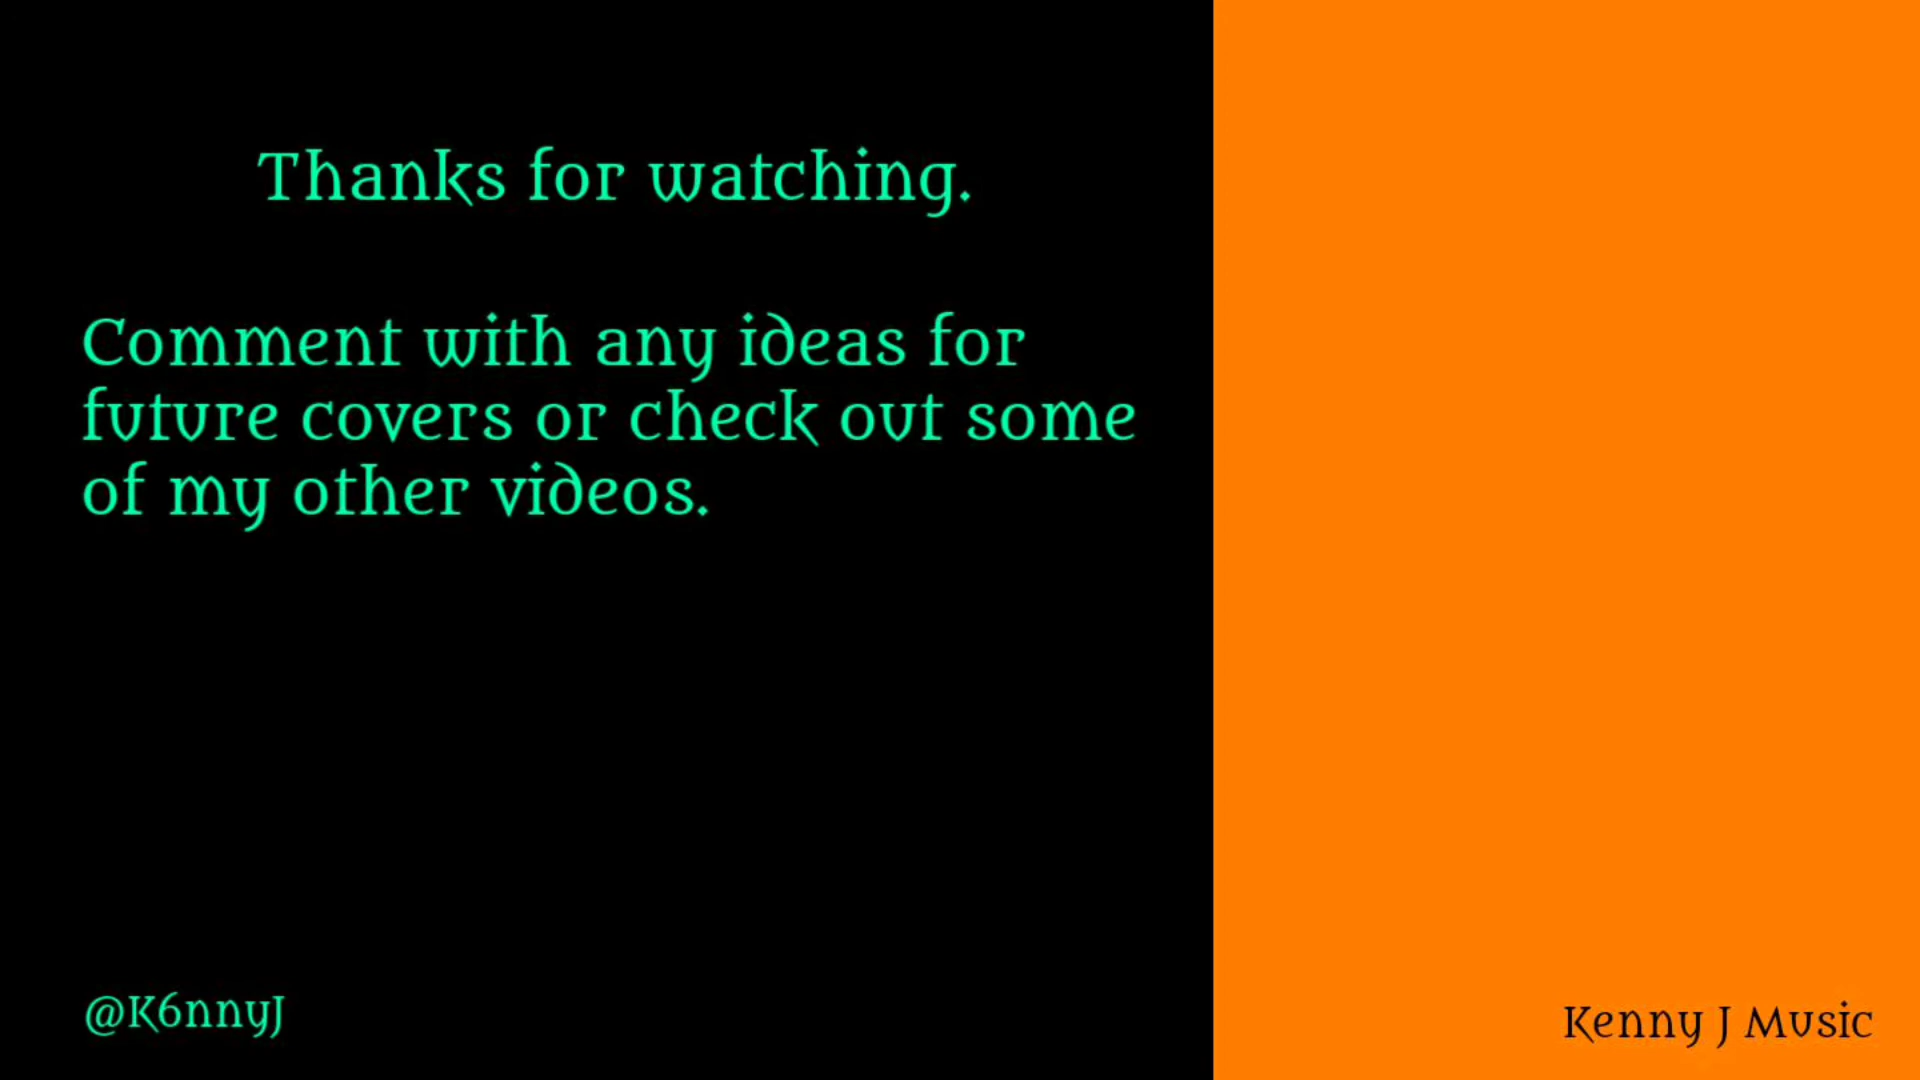 Thanks for watching.
Comment with any ideas for
future covers or check out some
of my other videos.
@K6nnyJ
Kenny J Music